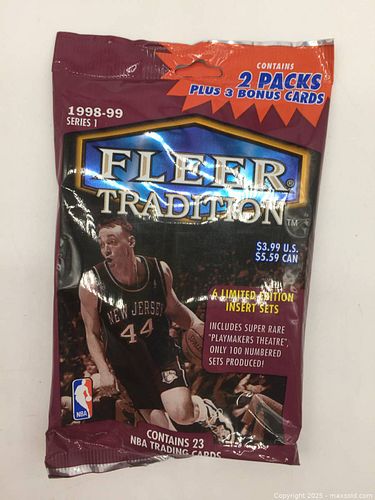 CONTAINS
2 PACKS
PLUS 3 BONUS CARDS
1998-99
SERIES 1
FLEER®
TRADITION™
$3.99 U.S.
$5.59 CAN
6 LIMITED EDITION
INSERT SETS
INCLUDES SUPER RARE
"PLAYMAKERS THEATRE",
ONLY 100 NUMBERED
SETS PRODUCED!
NEW JERSEY
44
NBA
CONTAINS 23
NBA TRADING CARDS
Copyright 2025 - maxsold.com